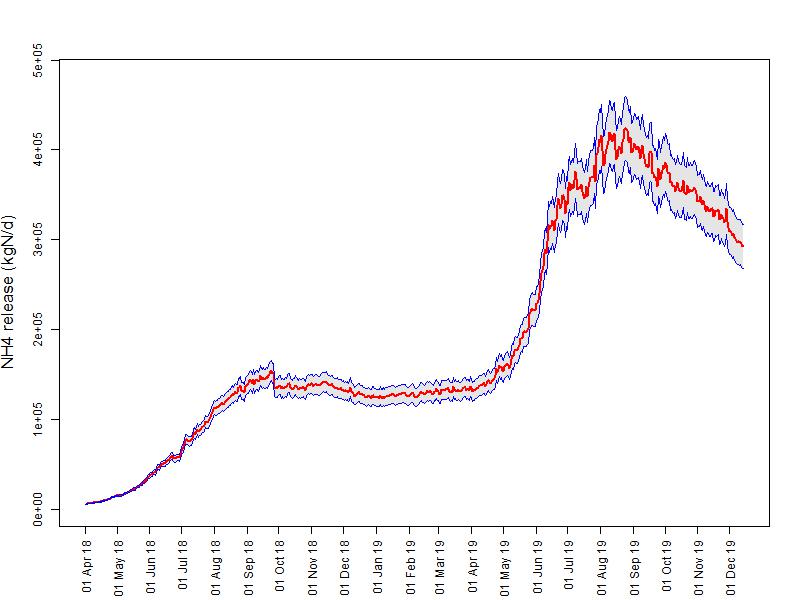 NH4 release (kgN/d)
5e+05
4e+05
3e+05
2e+05
1e+05
0e+00
01 Apr 18
01 May 18
01 Jun 18
01 Jul 18
01 Aug 18
01 Sep 18
01 Oct 18
01 Nov 18
01 Dec 18
01 Jan 19
01 Feb 19
01 Mar 19
01 Apr 19
01 May 19
01 Jun 19
01 Jul 19
01 Aug 19
01 Sep 19
01 Oct 19
01 Nov 19
01 Dec 19